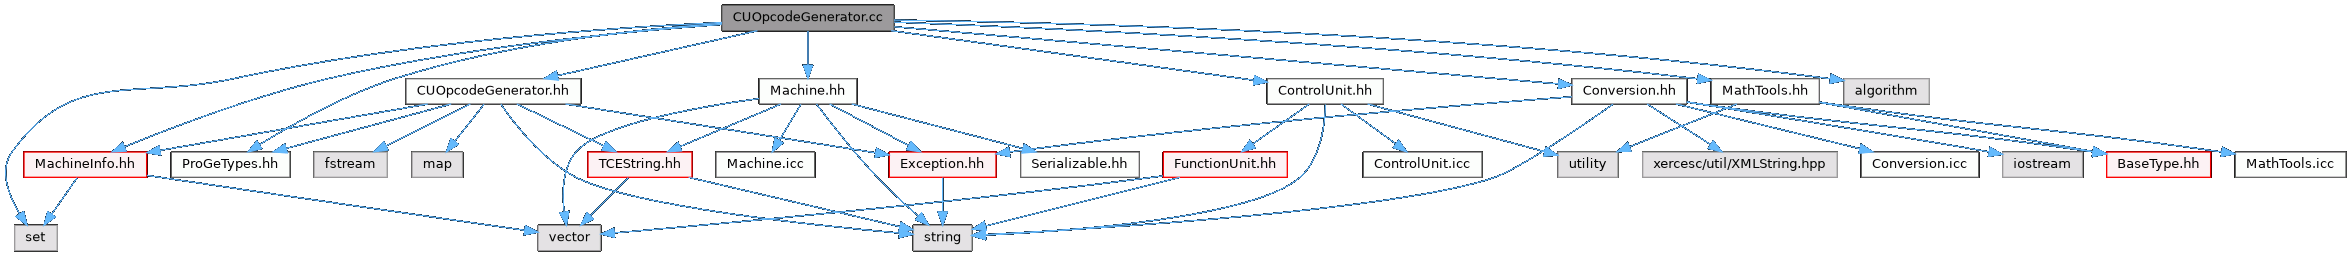 CUOpcodeGenerator.cc
CUOpcodeGenerator.hh
Machine.hh
ControlUnit.hh
Conversion.hh
MathTools.hh
algorithm
MachineInfo.hh
ProGeTypes.hh
fstream
map
TCEString.hh
Machine.icc
Exception.hh
Serializable.hh
FunctionUnit.hh
ControlUnit.icc
utility
xercesc/util/XMLString.hpp
Conversion.icc
iostream
BaseType.hh
MathTools.icc
set
vector
string